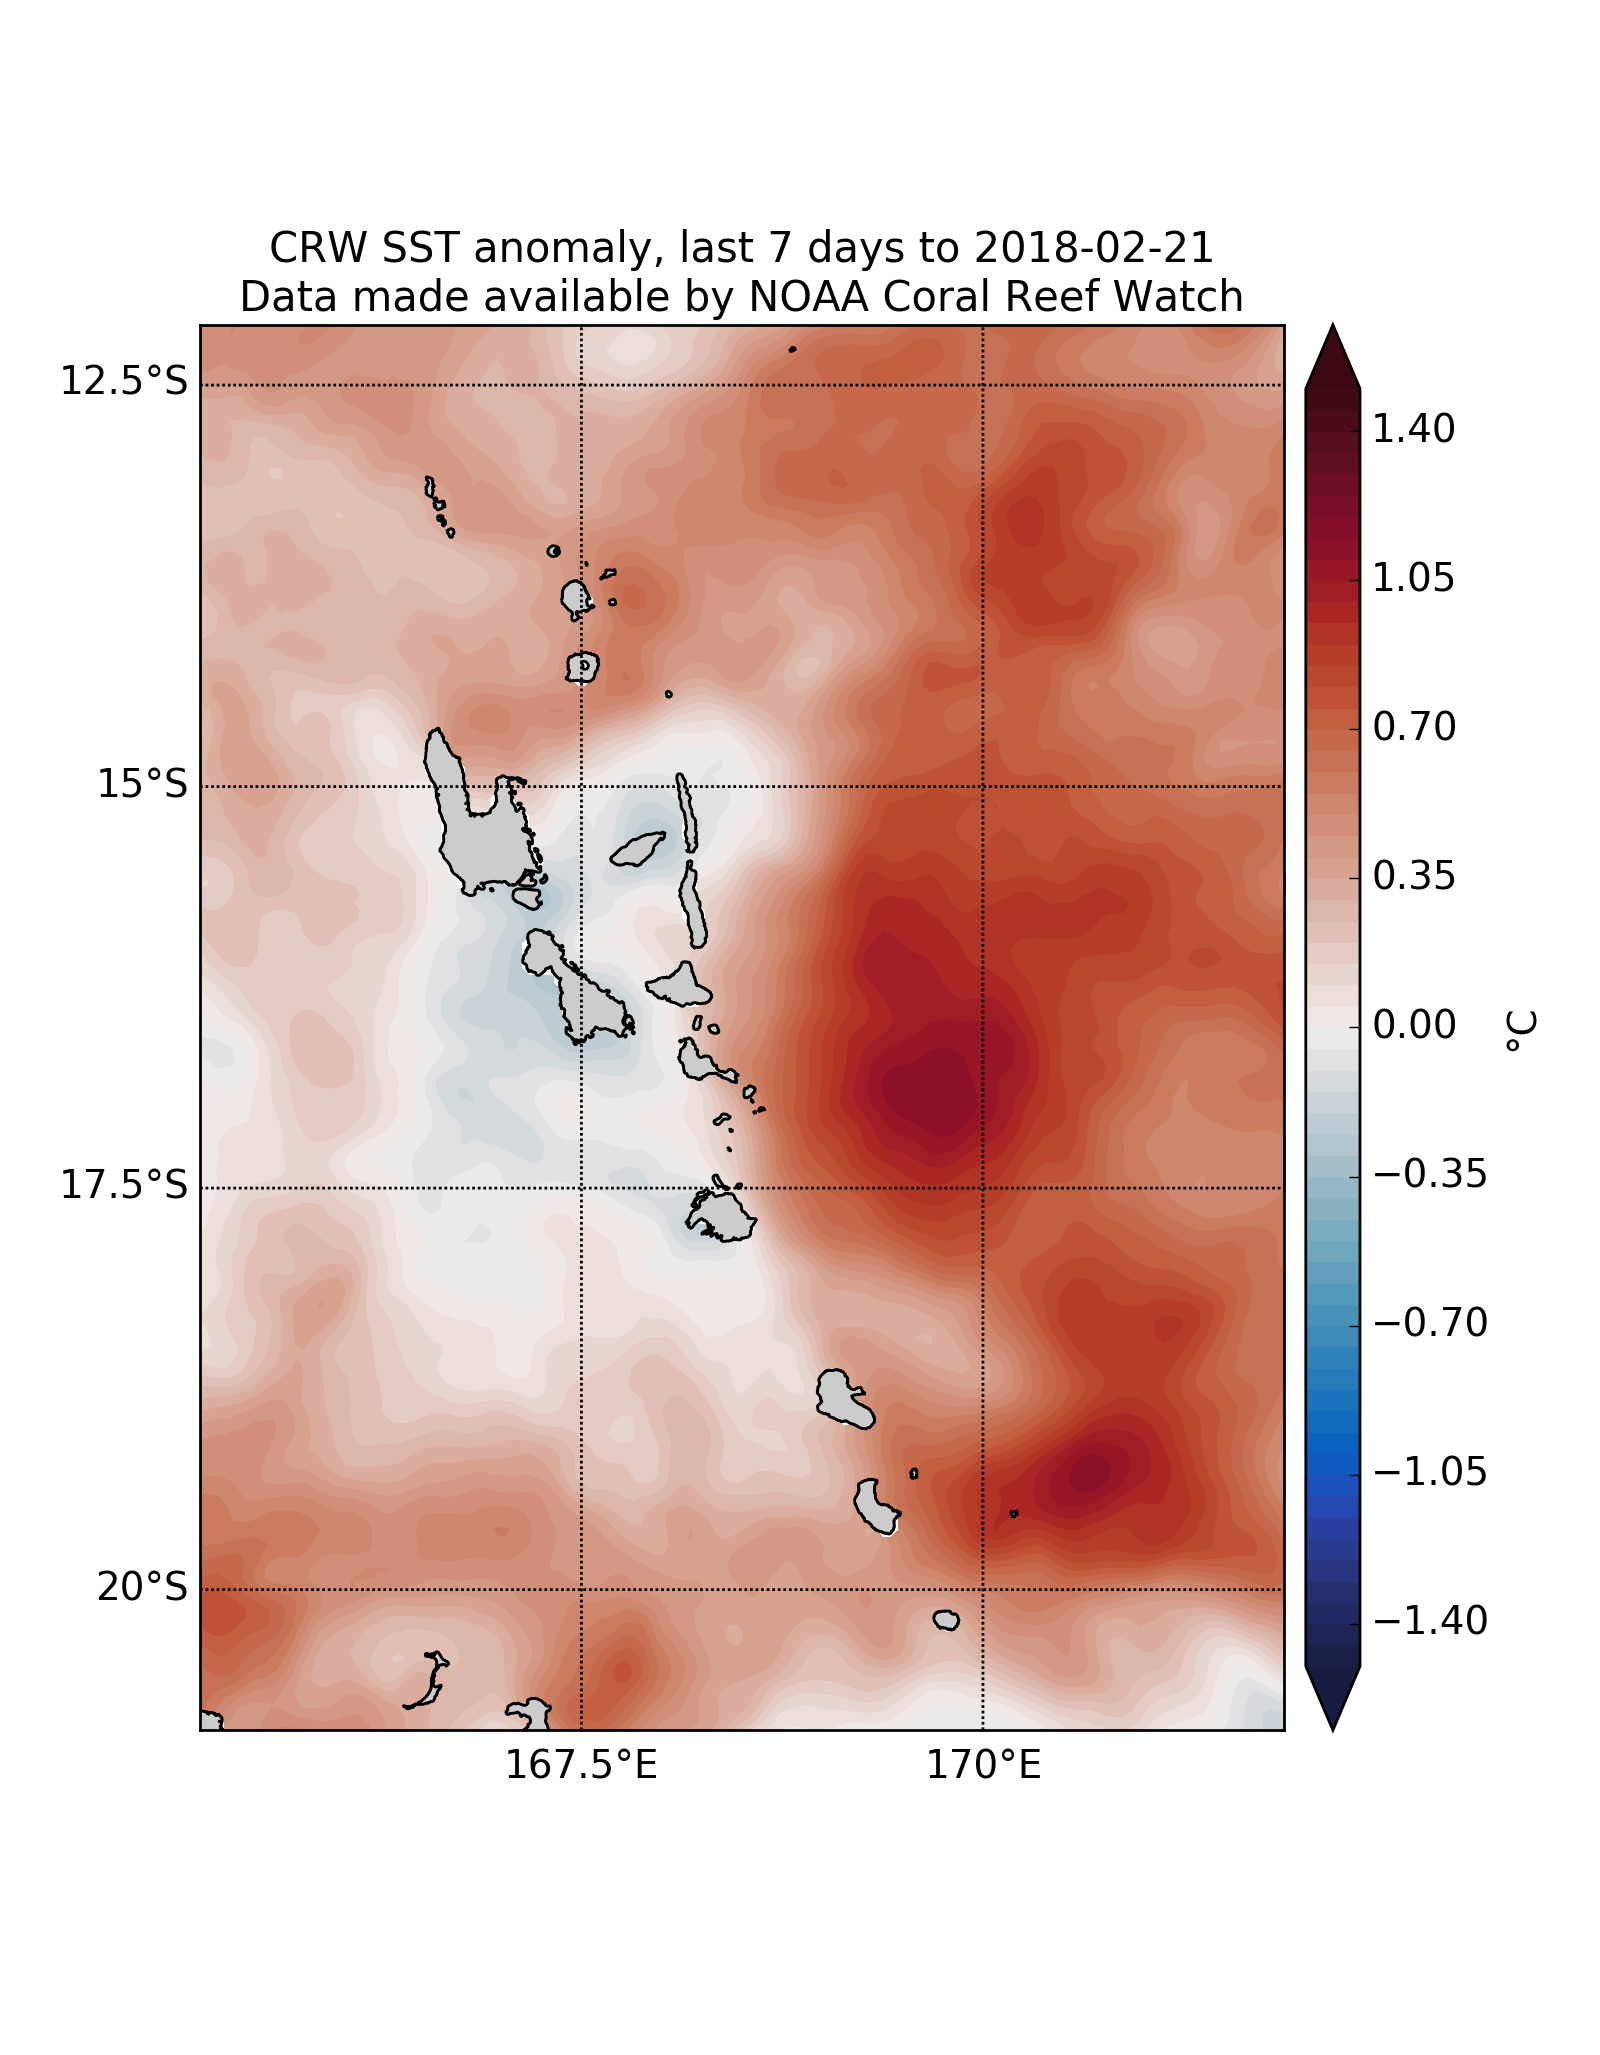 CRW SST anomaly, last 7 days to 2018-02-21
Data made available by NOAA Coral Reef Watch
12.5°S
15°S
17.5°S
20°S
167.5°E
170°E
1.40
1.05
0.70
0.35
0.00
−0.35
−0.70
−1.05
−1.40
°C